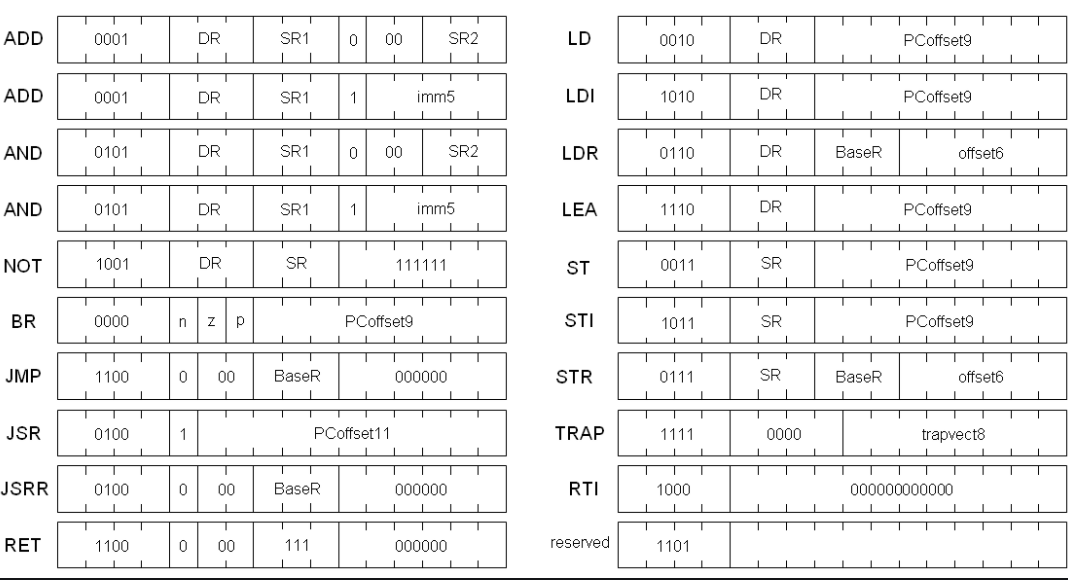 ADD 0001 DR SR1 0 00 SR2
ADD 0001 DR SR1 1 imm5
AND 0101 DR SR1 0 00 SR2
AND 0101 DR SR1 1 imm5
NOT 1001 DR SR 111111
BR 0000 n z p PCoffset9
JMP 1100 0 00 BaseR 000000
JSR 0100 1 PCoffset11
JSRR 0100 0 00 BaseR 000000
RET 1100 0 00 111 000000
LD 0010 DR PCoffset9
LDI 1010 DR PCoffset9
LDR 0110 DR BaseR offset6
LEA 1110 DR PCoffset9
ST 0011 SR PCoffset9
STI 1011 SR PCoffset9
STR 0111 SR BaseR offset6
TRAP 1111 0000 trapvect8
RTI 1000 000000000000
reserved 1101